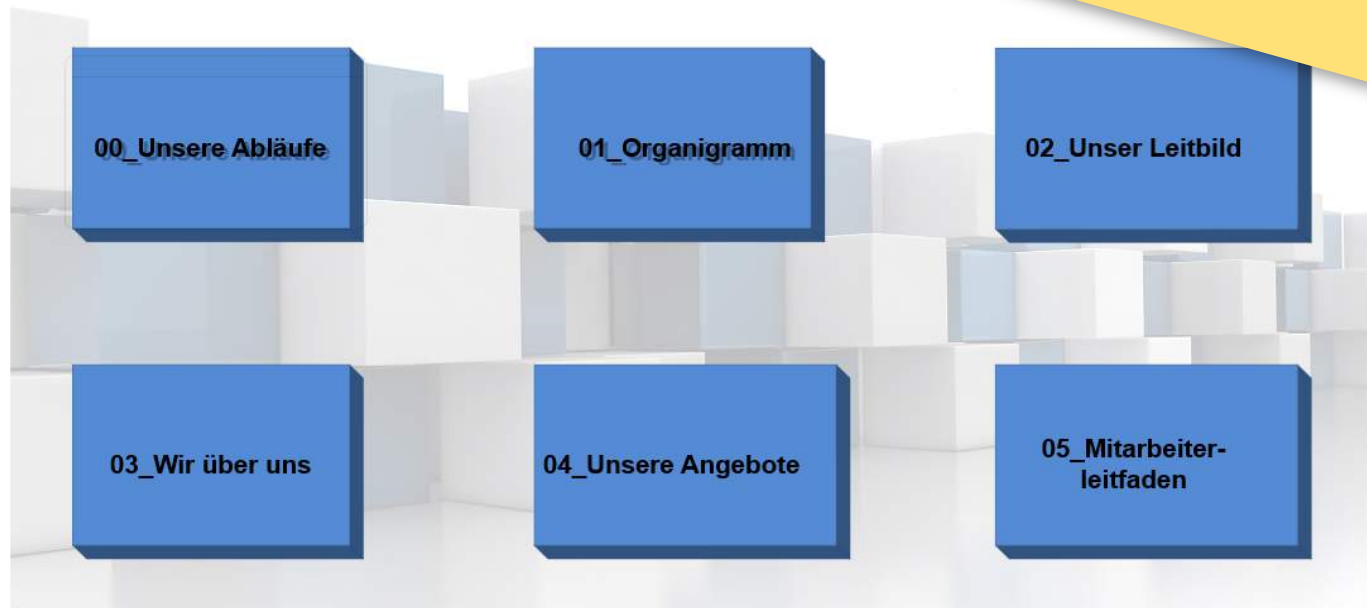 00_Unsere Abläufe
01_Organigramm
02_Unser Leitbild
03_Wir über uns
04_Unsere Angebote
05_Mitarbeiter-
leitfaden